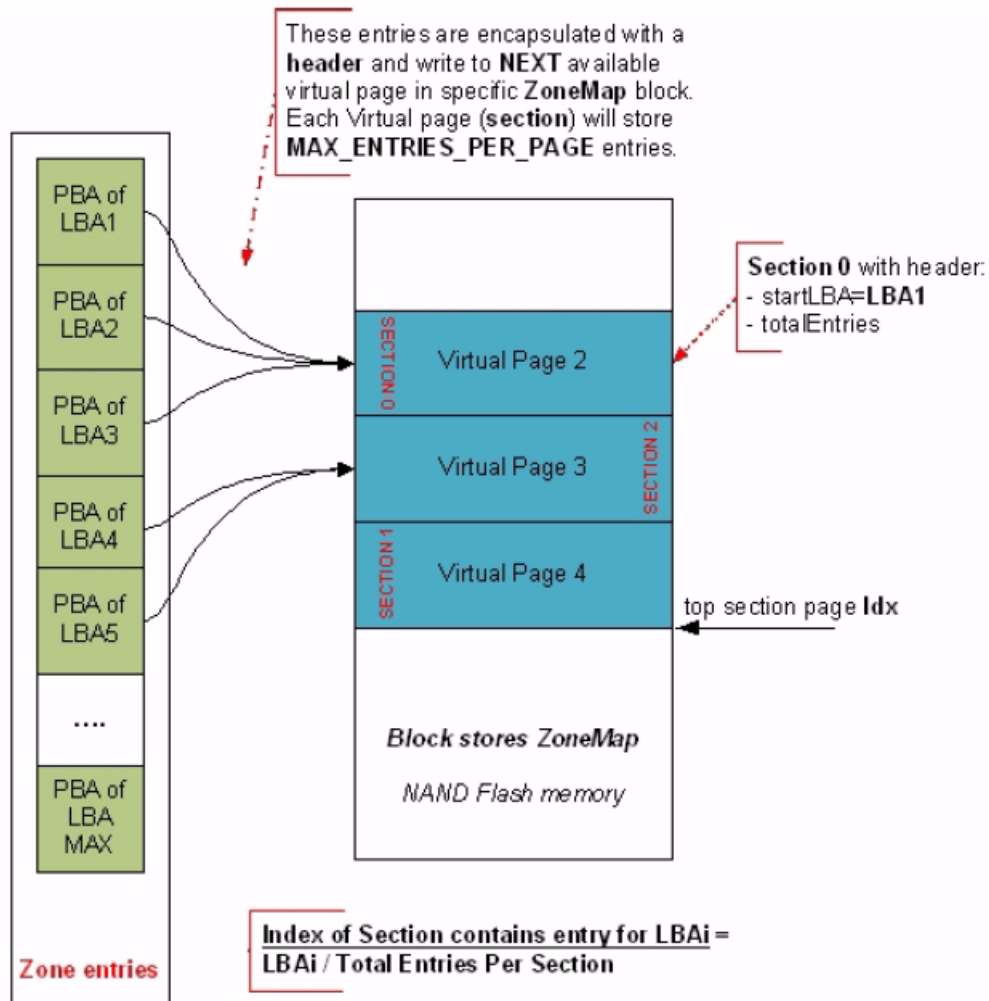 These entries are encapsulated with a
header and write to NEXT available
virtual page in specific ZoneMap block.
Each Virtual page (section) will store
MAX_ENTRIES_PER_PAGE entries.
PBA of
LBA1
PBA of
LBA2
PBA of
LBA3
PBA of
LBA4
PBA of
LBA5
....
PBA of
LBA
MAX
Zone entries
SECTION 0
Virtual Page 2
Virtual Page 3
SECTION 2
SECTION 1
Virtual Page 4
Block stores ZoneMap
NAND Flash memory
Section 0 with header:
- startLBA=LBA1
- totalEntries
top section page Idx
Index of Section contains entry for LBAi =
LBAi / Total Entries Per Section